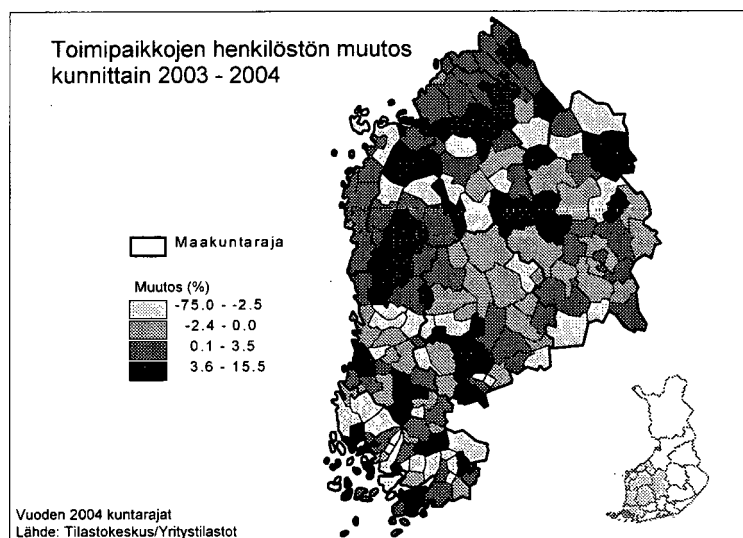 Toimipaikkojen henkilöstön muutos
kunnittain 2003 - 2004
Maakuntaraja
Muutos (%)
-75.0 - -2.5
-2.4 - 0.0
0.1 - 3.5
3.6 - 15.5
Vuoden 2004 kuntarajat
Lähde: Tilastokeskus/Yritystilastot